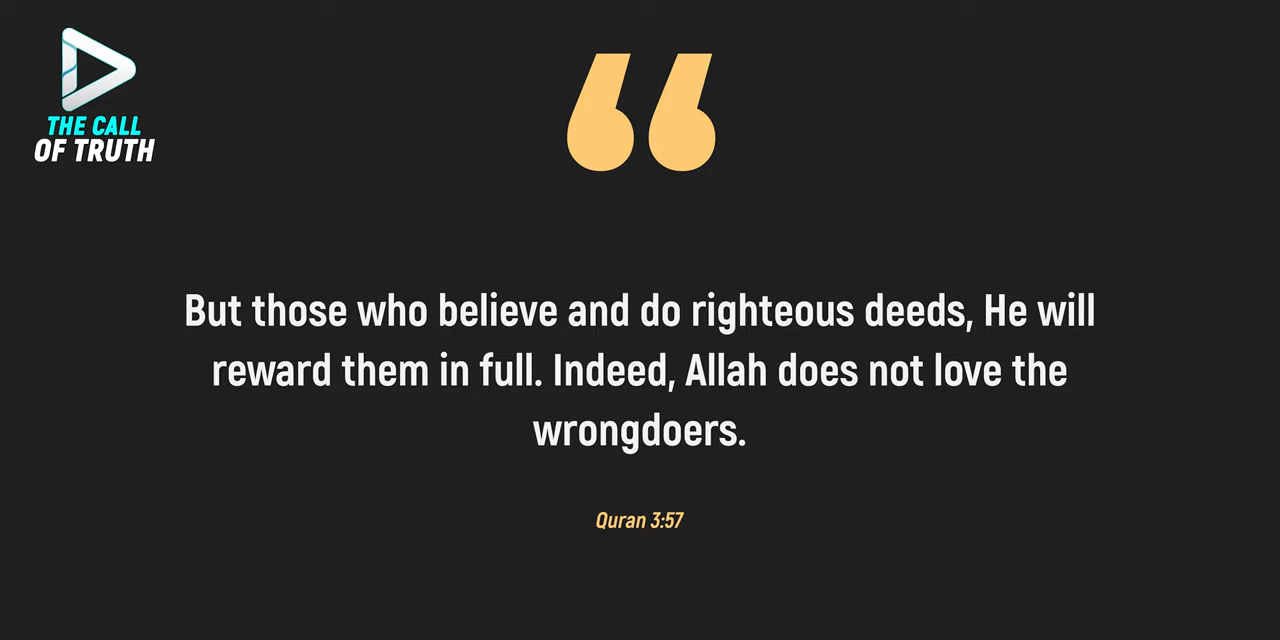 THE CALL
OF TRUTH
“
But those who believe and do righteous deeds, He will
reward them in full. Indeed, Allah does not love the
wrongdoers.
Quran 3:57